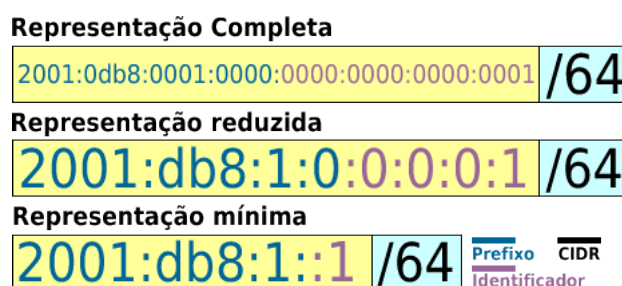 Representação Completa
2001:0db8:0001:0000:0000:0000:0000:0001 /64
Representação reduzida
2001:db8:1:0:0:0:0:1 /64
Representação mínima
2001:db8:1::1 /64
Prefixo CIDR
Identificador